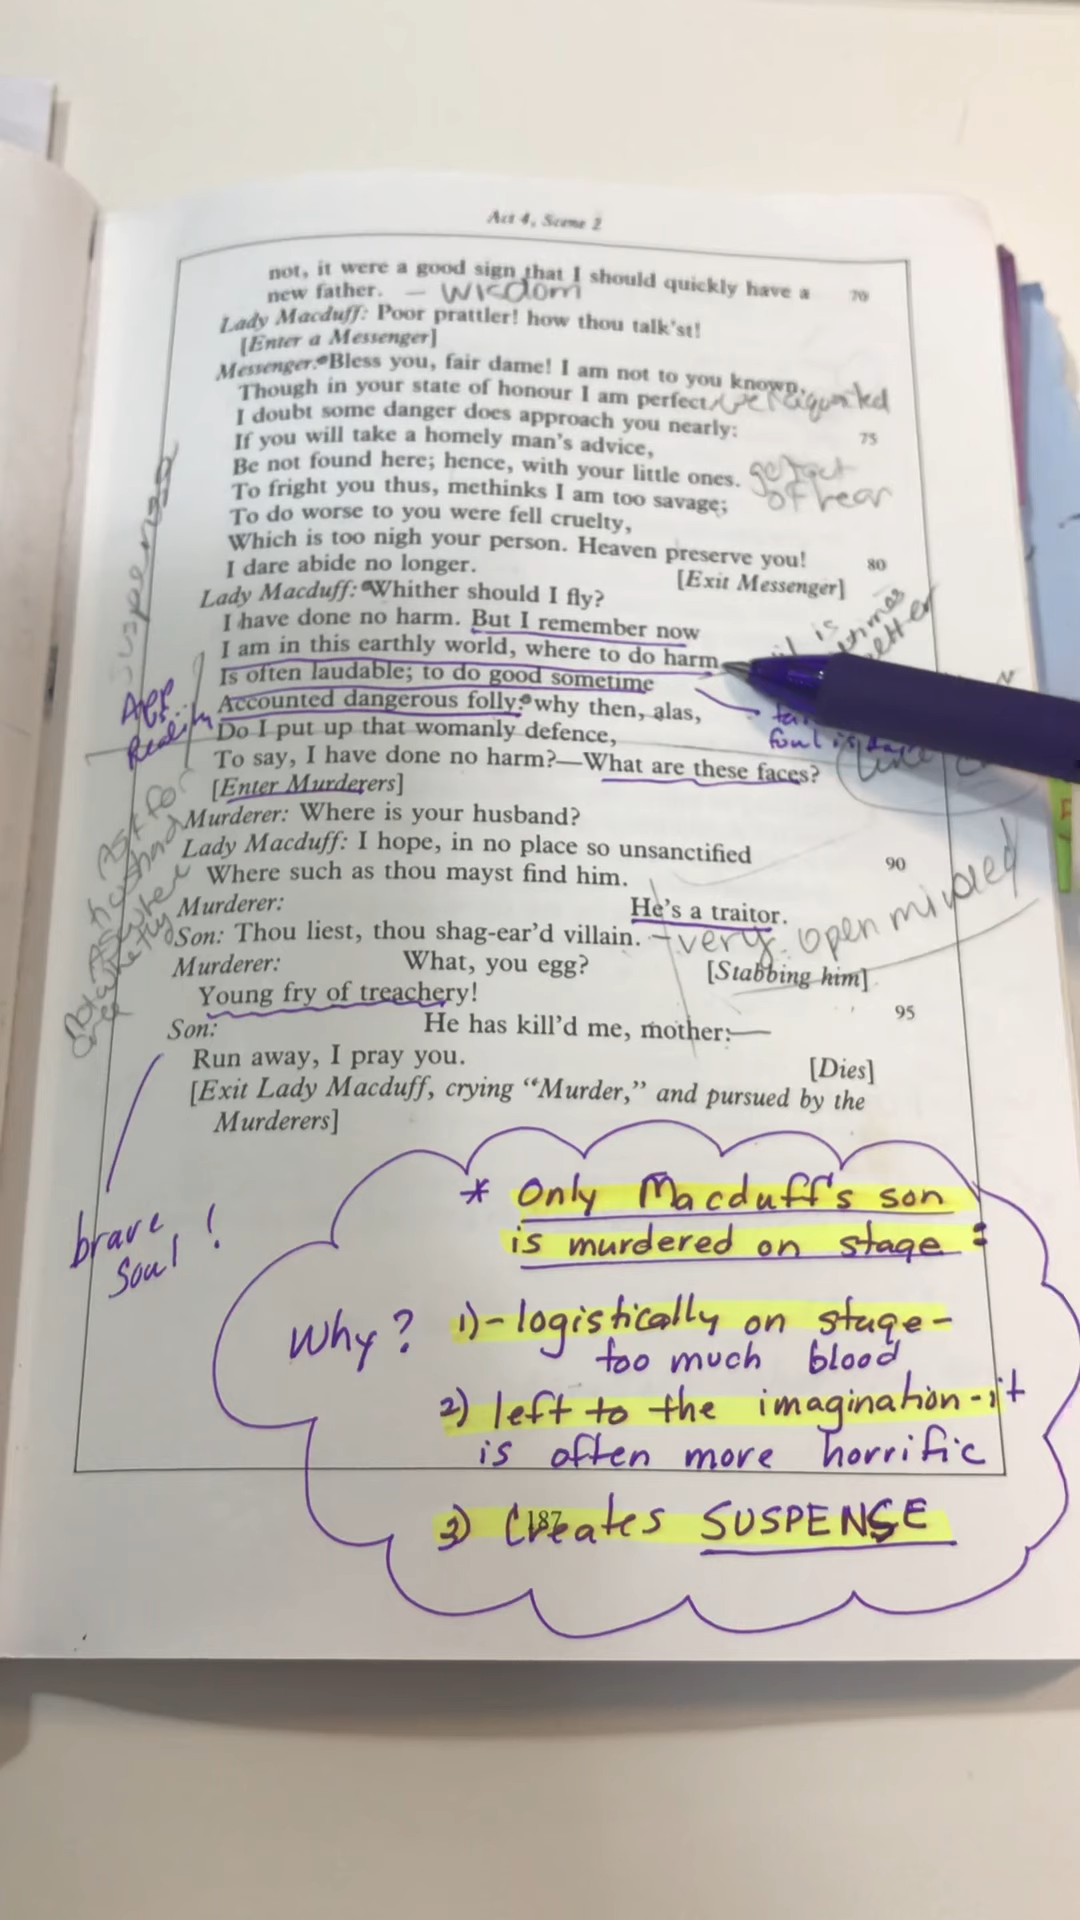 Act 4, Scene 2
not, it were a good sign that I should quickly have a 70
new father. - wisdom
Lady Macduff: Poor prattler! how thou talk'st!
[Enter a Messenger]
Messenger: Bless you, fair dame! I am not to you known,
Though in your state of honour I am perfect.
I doubt some danger does approach you nearly: 75
If you will take a homely man's advice,
Be not found here; hence, with your little ones. get out
To fright you thus, methinks I am too savage; of hear
To do worse to you were fell cruelty,
Which is too nigh your person. Heaven preserve you! 80
I dare abide no longer. [Exit Messenger]
Lady Macduff: Whither should I fly?
I have done no harm. But I remember now
I am in this earthly world, where to do harm
Is often laudable; to do good sometime
Accounted dangerous folly: why then, alas,
Do I put up that womanly defence,
To say, I have done no harm?—What are these faces?
[Enter Murderers]
Murderer: Where is your husband?
Lady Macduff: I hope, in no place so unsanctified 90
Where such as thou mayst find him.
Murderer: He's a traitor.
Son: Thou liest, thou shag-ear'd villain. - very open minded
Murderer: What, you egg? [Stabbing him]
Young fry of treachery! 95
Son: He has kill'd me, mother:—
Run away, I pray you. [Dies]
[Exit Lady Macduff, crying “Murder,” and pursued by the
Murderers]
suspense
App.
Reality
is
better
foul is fair
brave
soul!
* Only Macduff's son
is murdered on stage:
Why? 1) - logistically on stage -
too much blood
2) left to the imagination - it
is often more horrific
3) Creates SUSPENSE
187